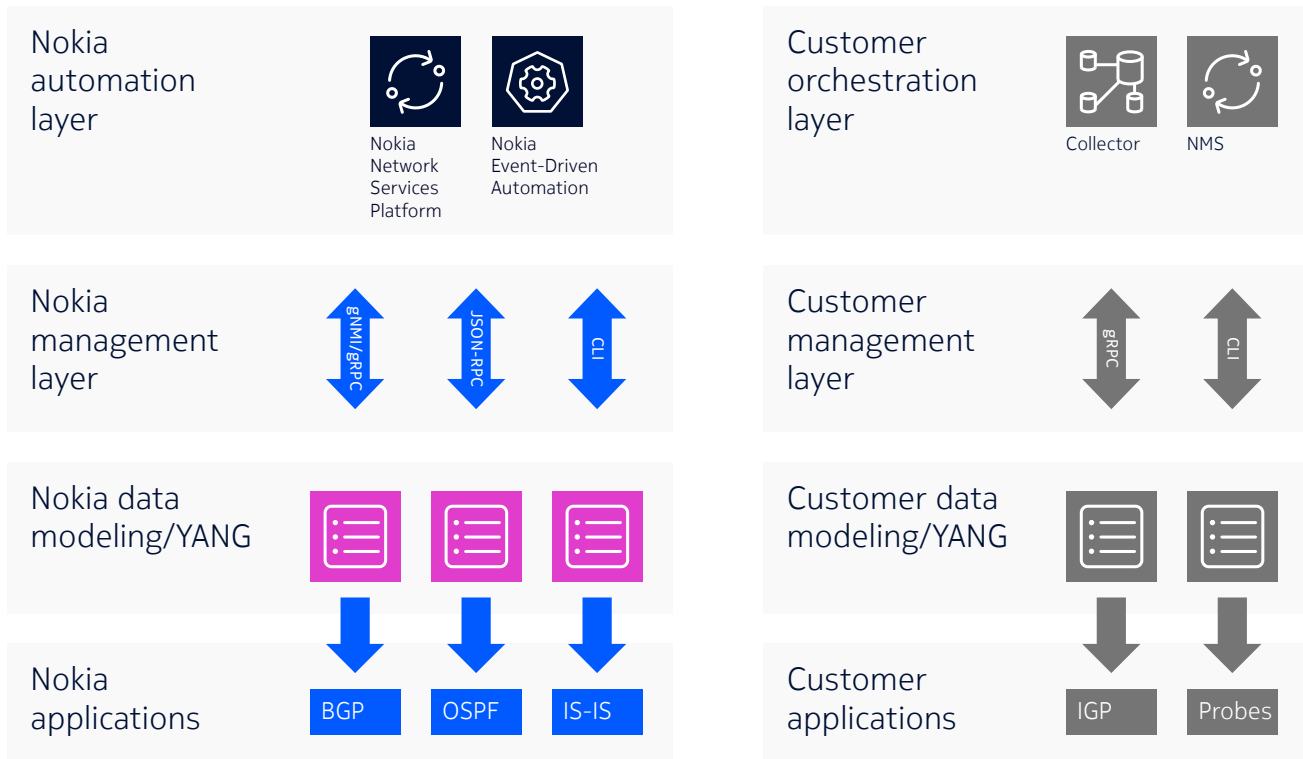 Nokia
automation
layer
Nokia
Network
Services
Platform
Nokia
Event-Driven
Automation
Customer
orchestration
layer
Collector
NMS
Nokia
management
layer
gNMI/gRPC
JSON-RPC
CLI
Customer
management
layer
gRPC
CLI
Nokia data
modeling/YANG
Customer data
modeling/YANG
Nokia
applications
BGP
OSPF
IS-IS
Customer
applications
IGP
Probes